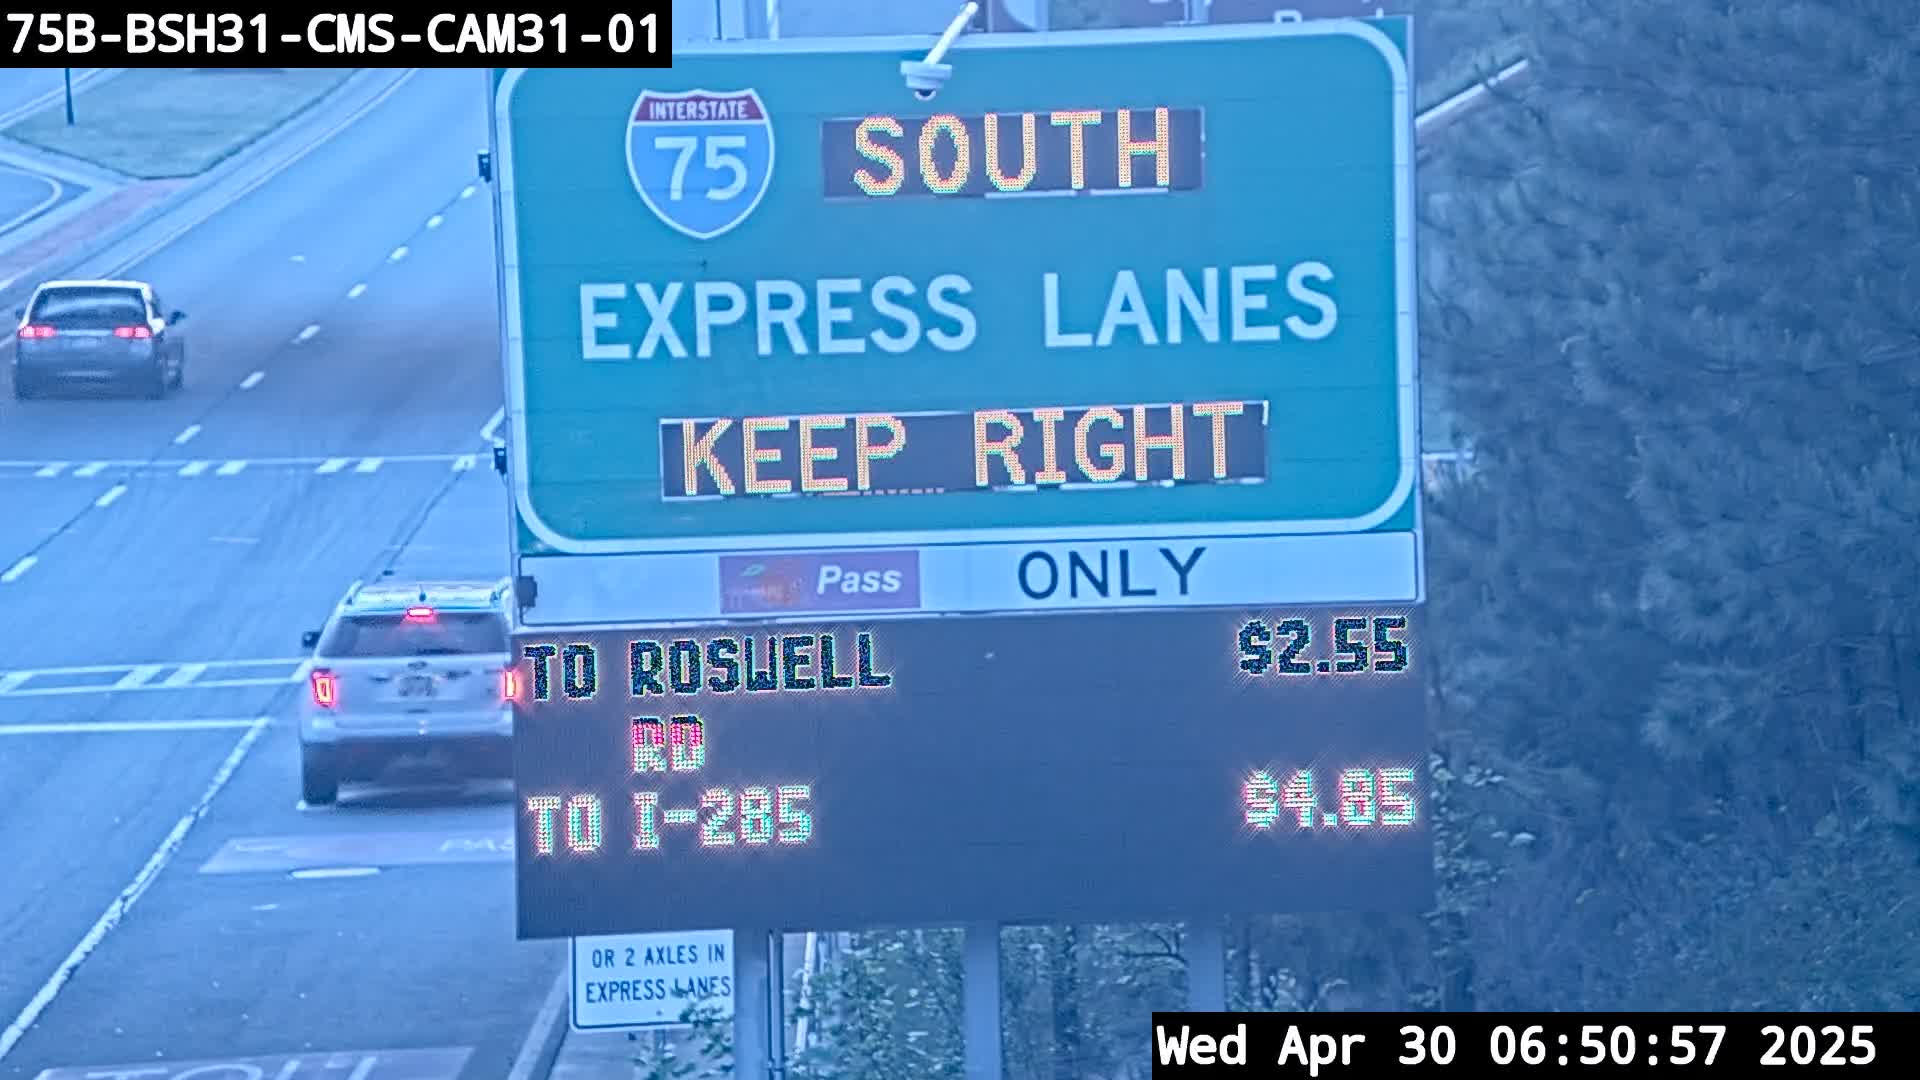 75B-BSH31-CMS-CAM31-01
INTERSTATE
75
SOUTH
EXPRESS LANES
KEEP RIGHT
Pass
ONLY
TO ROSWELL $2.55
RD
TO I-285 $4.85
OR 2 AXLES IN
EXPRESS LANES
Wed Apr 30 06:50:57 2025